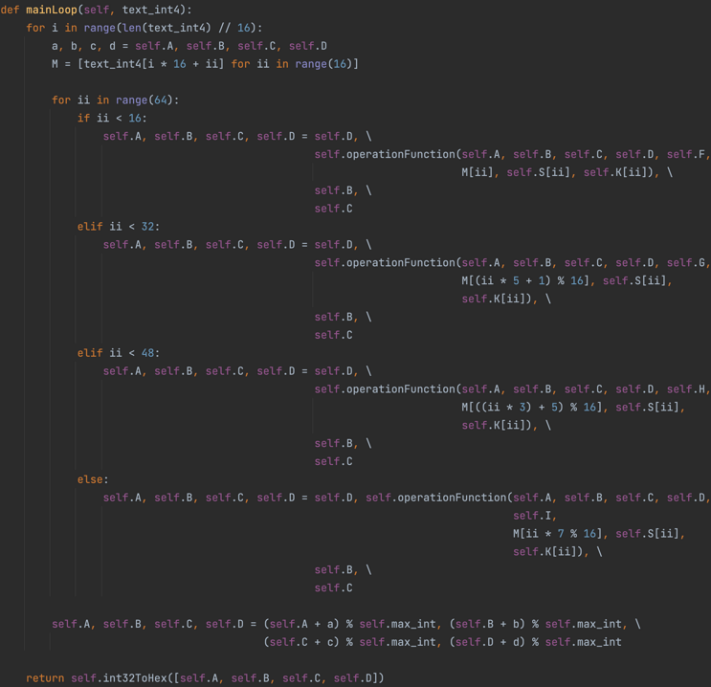 def mainLoop(self, text_int4):
    for i in range(len(text_int4) // 16):
        a, b, c, d = self.A, self.B, self.C, self.D
        M = [text_int4[i * 16 + ii] for ii in range(16)]

        for ii in range(64):
            if ii < 16:
                self.A, self.B, self.C, self.D = self.D, \
                                                 self.operationFunction(self.A, self.B, self.C, self.D, self.F,
                                                                        M[ii], self.S[ii], self.K[ii]), \
                                                 self.B, \
                                                 self.C
            elif ii < 32:
                self.A, self.B, self.C, self.D = self.D, \
                                                 self.operationFunction(self.A, self.B, self.C, self.D, self.G,
                                                                        M[(ii * 5 + 1) % 16], self.S[ii],
                                                                        self.K[ii]), \
                                                 self.B, \
                                                 self.C
            elif ii < 48:
                self.A, self.B, self.C, self.D = self.D, \
                                                 self.operationFunction(self.A, self.B, self.C, self.D, self.H,
                                                                        M[((ii * 3) + 5) % 16], self.S[ii],
                                                                        self.K[ii]), \
                                                 self.B, \
                                                 self.C
            else:
                self.A, self.B, self.C, self.D = self.D, self.operationFunction(self.A, self.B, self.C, self.D,
                                                                                self.I,
                                                                                M[ii * 7 % 16], self.S[ii],
                                                                                self.K[ii]), \
                                                 self.B, \
                                                 self.C

        self.A, self.B, self.C, self.D = (self.A + a) % self.max_int, (self.B + b) % self.max_int, \
                                         (self.C + c) % self.max_int, (self.D + d) % self.max_int

    return self.int32ToHex([self.A, self.B, self.C, self.D])